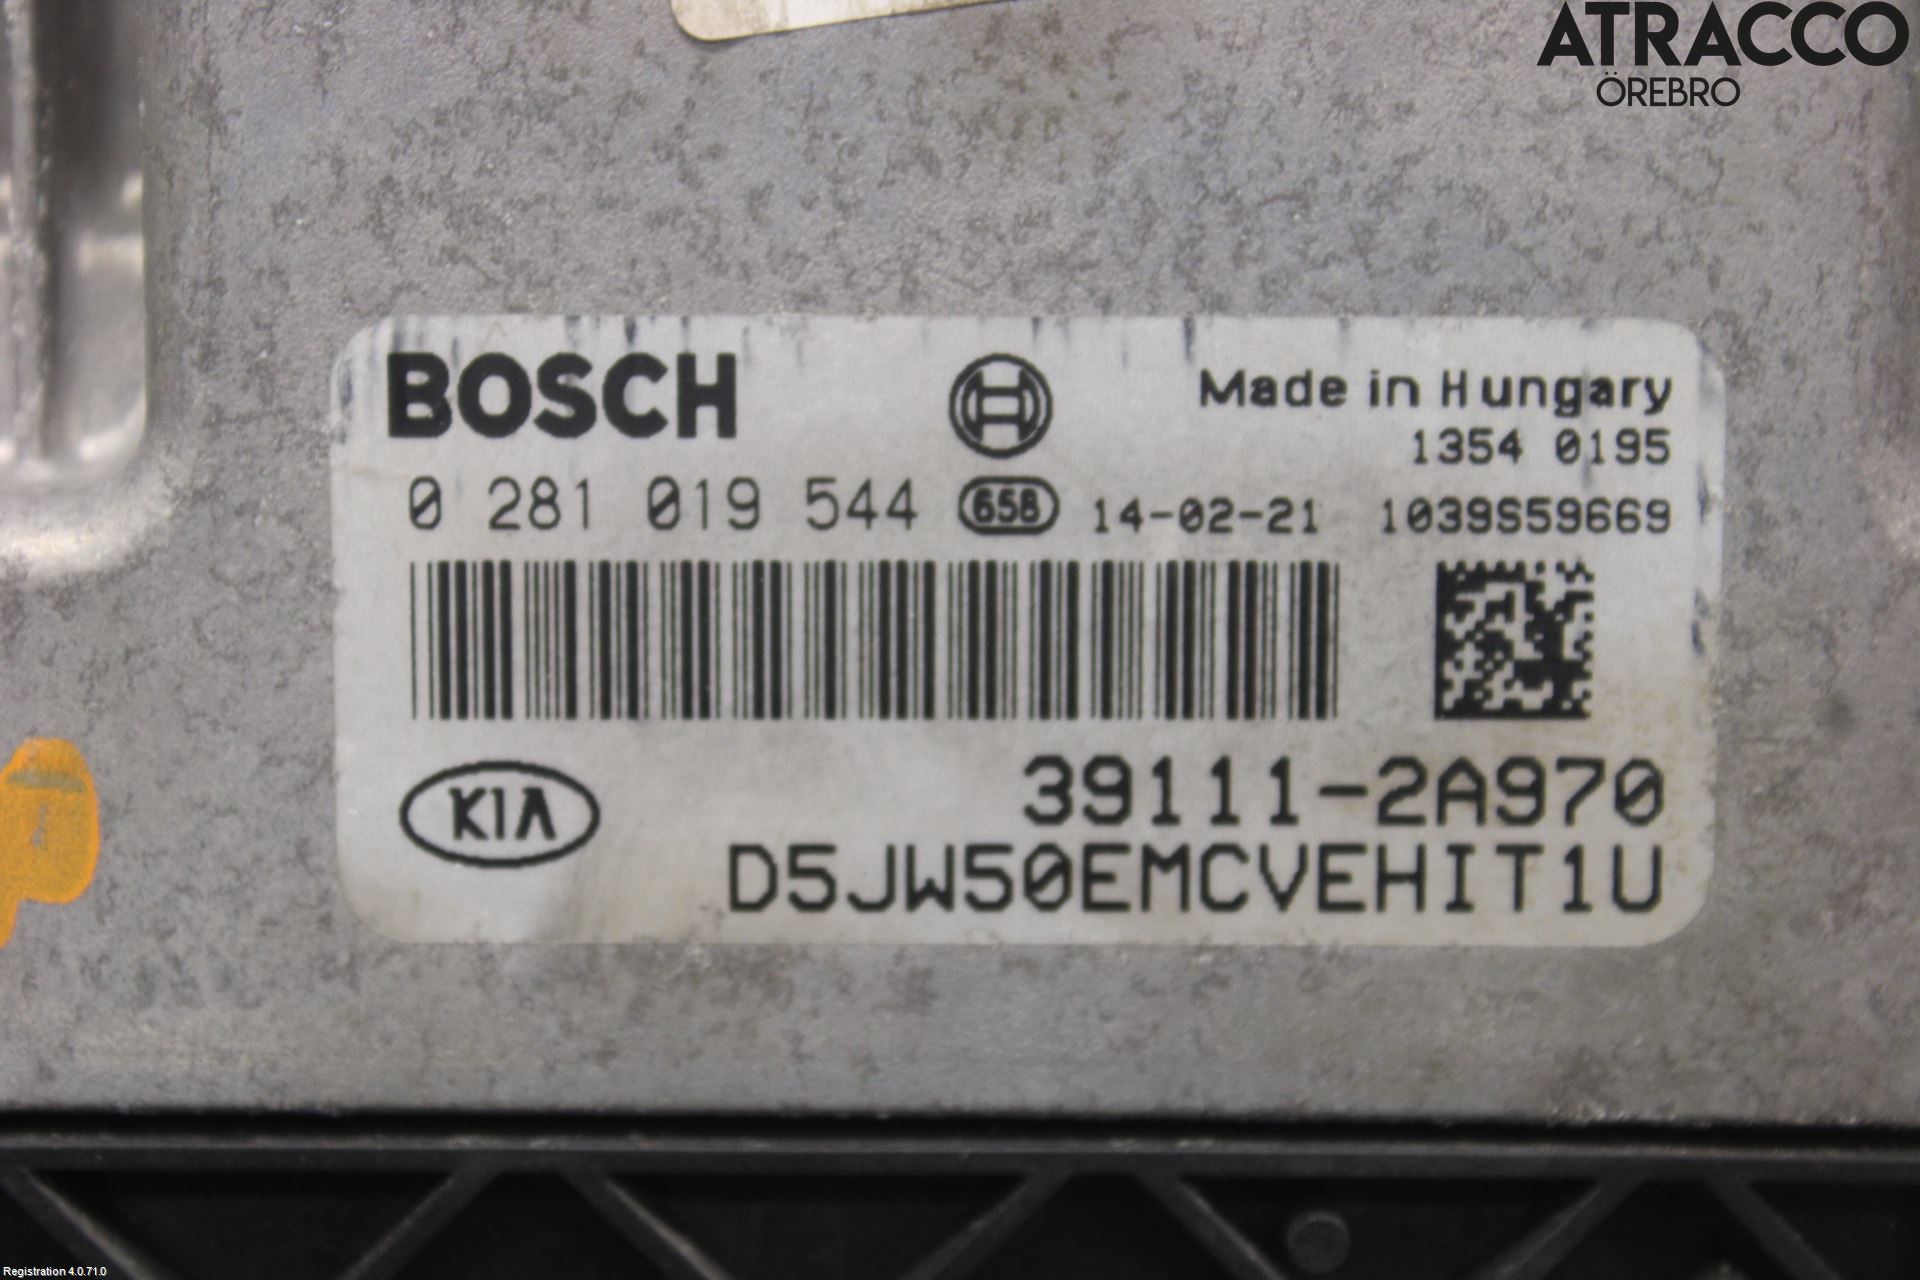 ATRACCO
ÖREBRO
BOSCH
Made in Hungary
1354 0195
0 281 019 544 658 14-02-21 1039S59669
KIA
39111-2A970
D5JW50EMCVEHIT1U
Registration 4.0.71.0